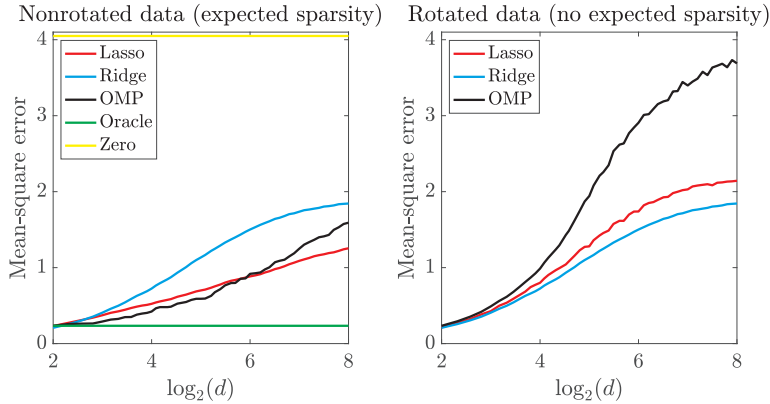 Nonrotated data (expected sparsity)
4
3
2
1
0
Mean-square error
Lasso
Ridge
OMP
Oracle
Zero
2
4
6
8
log2(d)
Rotated data (no expected sparsity)
4
3
2
1
0
Mean-square error
Lasso
Ridge
OMP
2
4
6
8
log2(d)